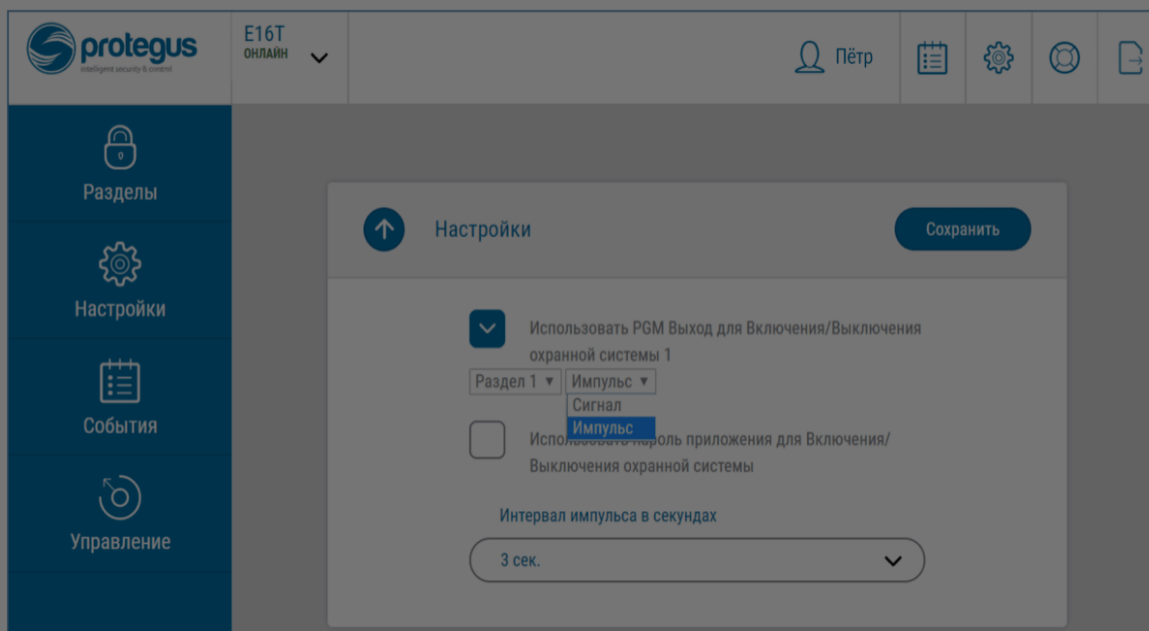 protegus
intelligent security & control
E16T
ОНЛАЙН
Пётр
Разделы
Настройки
События
Управление
Настройки
Сохранить
Использовать PGM Выход для Включения/Выключения
охранной системы 1
Раздел 1 Импульс
Сигнал
Импульс
Использовать пароль приложения для Включения/
Выключения охранной системы
Интервал импульса в секундах
3 сек.